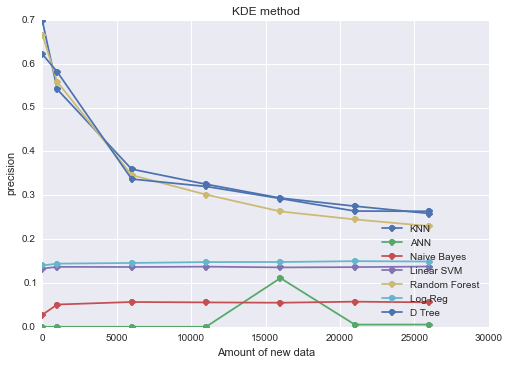 KDE method
0.7
0.6
0.5
0.4
0.3
0.2
0.1
0.0
precision
0 5000 10000 15000 20000 25000 30000
Amount of new data
KNN
ANN
Naive Bayes
Linear SVM
Random Forest
Log Reg
D Tree